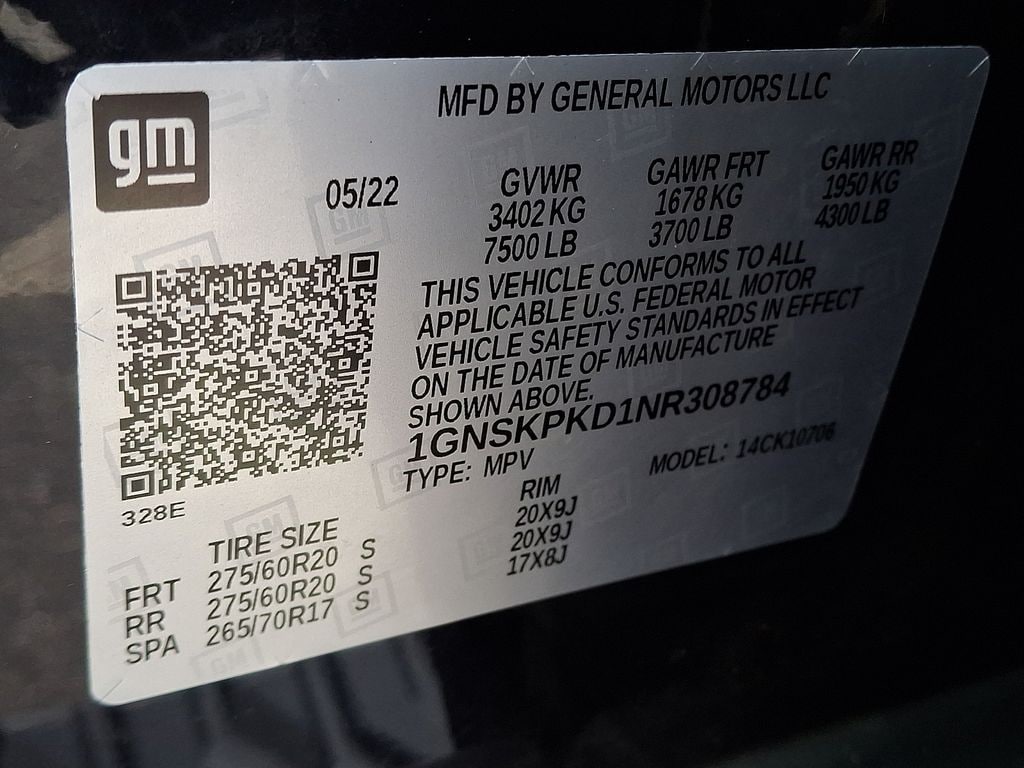 gm
MFD BY GENERAL MOTORS LLC
05/22 GVWR GAWR FRT GAWR RR
3402 KG 1678 KG 1950 KG
7500 LB 3700 LB 4300 LB
THIS VEHICLE CONFORMS TO ALL
APPLICABLE U.S. FEDERAL MOTOR
VEHICLE SAFETY STANDARDS IN EFFECT
ON THE DATE OF MANUFACTURE
SHOWN ABOVE.
1GNSKPKD1NR308784
TYPE: MPV MODEL: 14CK10706
328E
TIRE SIZE RIM
FRT 275/60R20 S 20X9J
RR 275/60R20 S 20X9J
SPA 265/70R17 S 17X8J